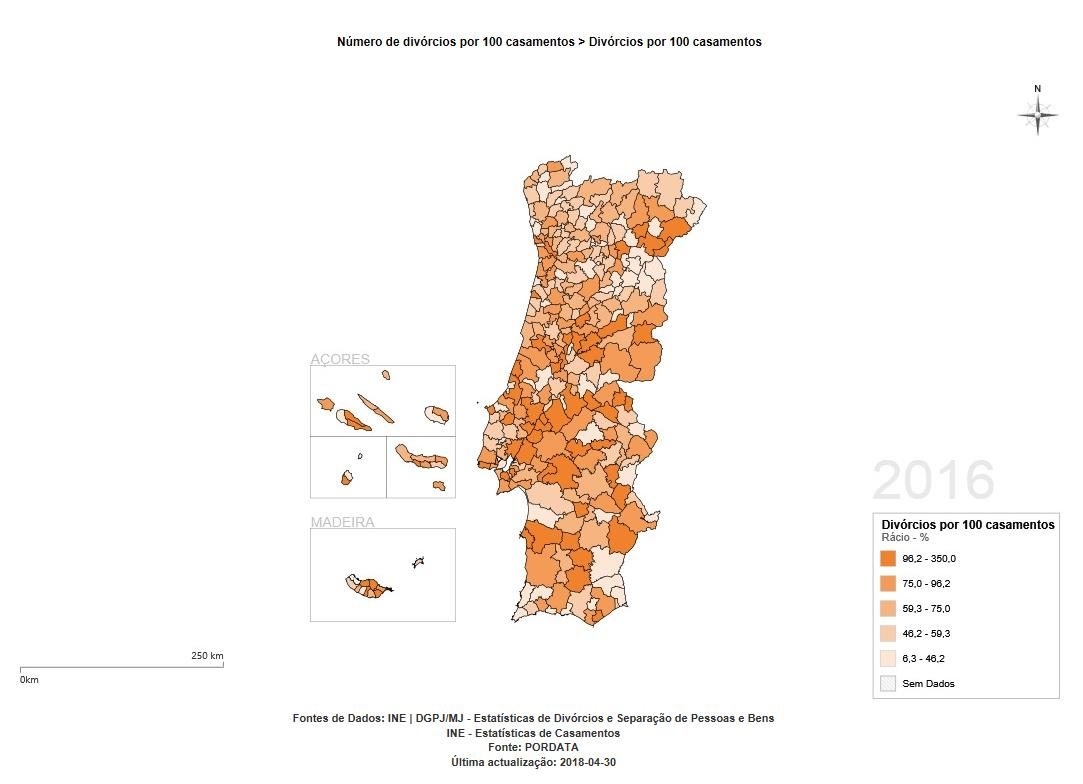 Número de divórcios por 100 casamentos > Divórcios por 100 casamentos
N
AÇORES
MADEIRA
2016
Divórcios por 100 casamentos
Rácio - %
96,2 - 350,0
75,0 - 96,2
59,3 - 75,0
46,2 - 59,3
6,3 - 46,2
Sem Dados
250 km
0km
Fontes de Dados: INE | DGPJ/MJ - Estatísticas de Divórcios e Separação de Pessoas e Bens
INE - Estatísticas de Casamentos
Fonte: PORDATA
Última actualização: 2018-04-30